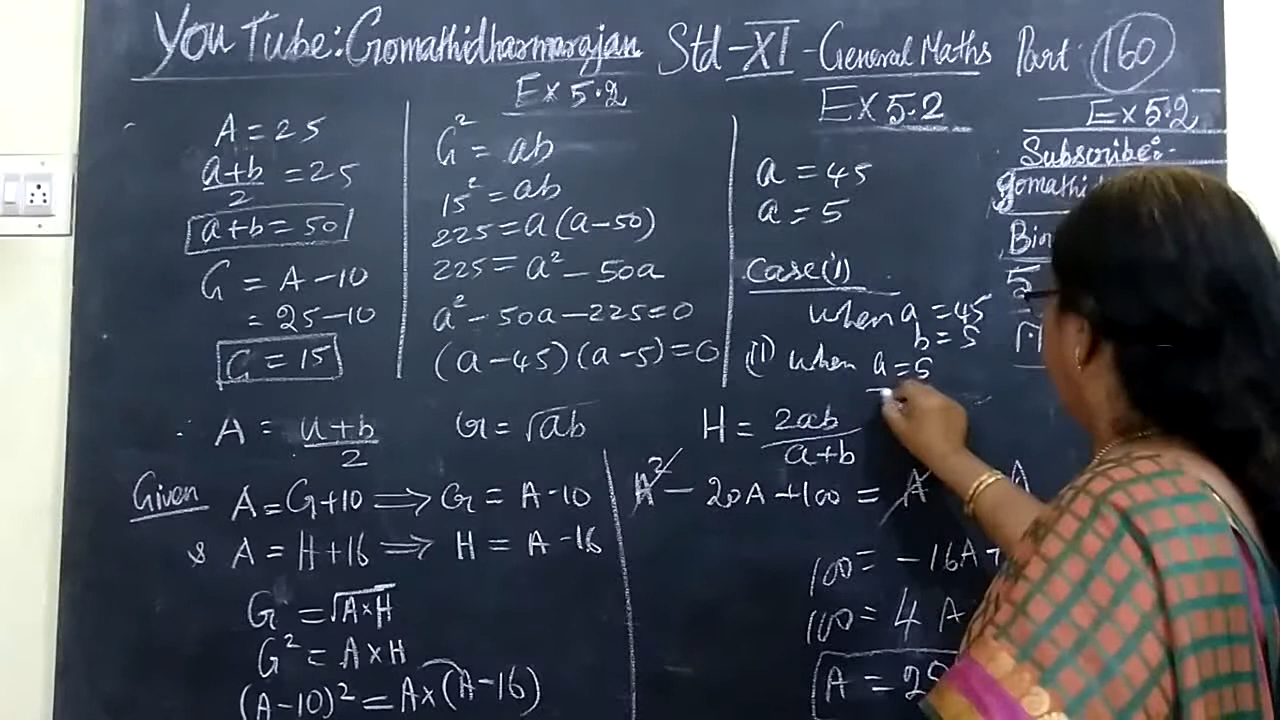 YouTube: Gomathidharmarajan Std-XI-General Maths Part: 160
Ex 5.2
A = 25
a+b/2 = 25
a+b = 50
G = A-10
= 25-10
G = 15
G² = ab
15² = ab
225 = a(a-50)
225 = a² - 50a
a² - 50a - 225 = 0
(a-45)(a-5) = 0
Ex 5.2
a = 45
a = 5
Case(i)
when a = 45
b = 5
(ii) when a = 5
Ex 5.2
Subscribe:-
gomathi
5
∴ A = a+b/2 G = √ab H = 2ab/a+b
Given A = G+10 ⟹ G = A-10
& A = H+16 ⟹ H = A-16
G = √A×H
G² = A×H
(A-10)² = A×(A-16)
A² - 20A + 100 = A A
100 = -16A +
100 = 4 A
A = 25